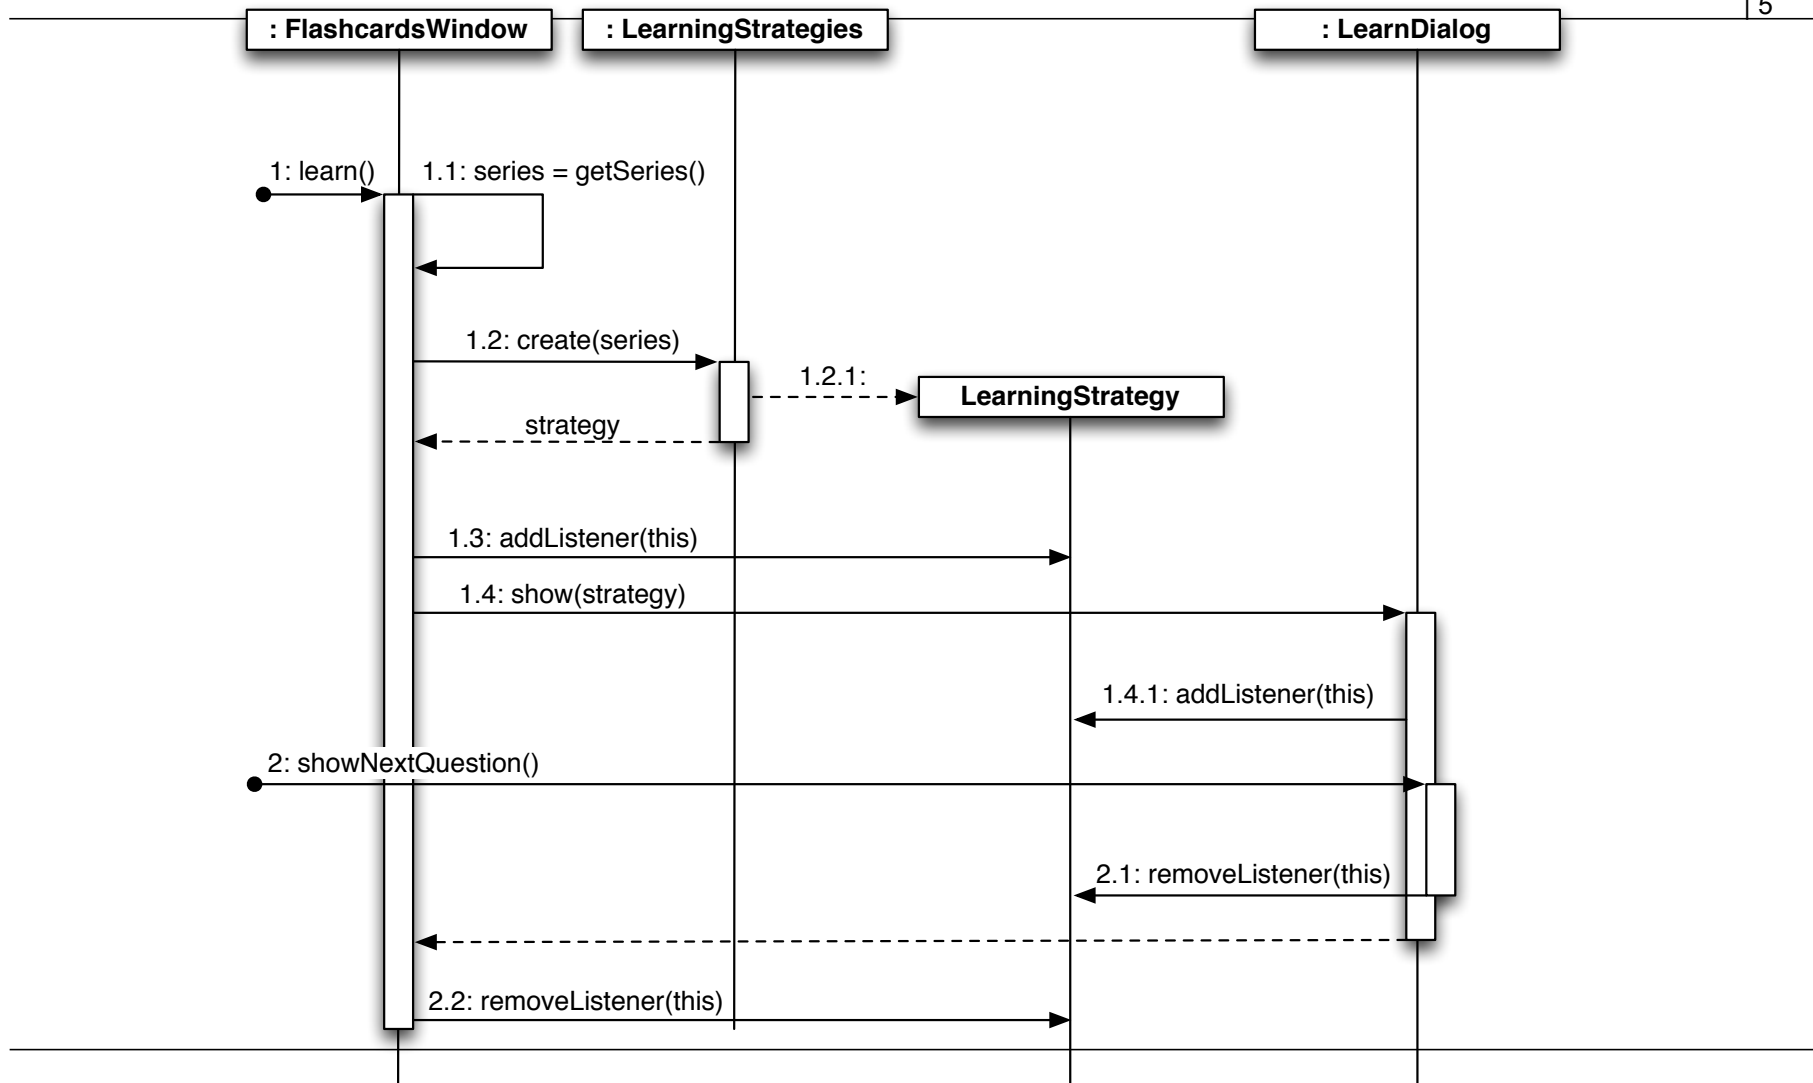 5
: FlashcardsWindow
: LearningStrategies
: LearnDialog
1: learn()
1.1: series = getSeries()
1.2: create(series)
1.2.1:
LearningStrategy
strategy
1.3: addListener(this)
1.4: show(strategy)
1.4.1: addListener(this)
2: showNextQuestion()
2.1: removeListener(this)
2.2: removeListener(this)